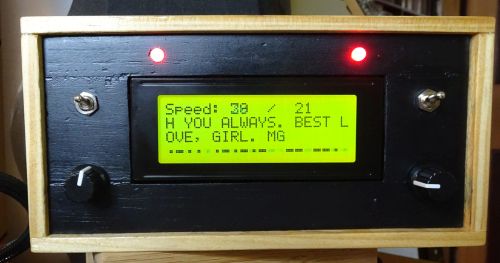 Speed: 30 / 21
H YOU ALWAYS. BEST L
OVE, GIRL. MG